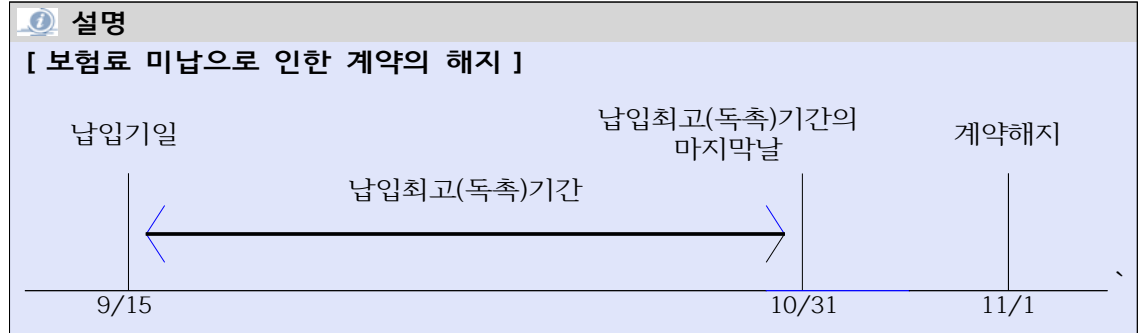 설명
[ 보험료 미납으로 인한 계약의 해지 ]
납입기일
납입최고(독촉)기간의
마지막날
계약해지
납입최고(독촉)기간
9/15
10/31
11/1
`